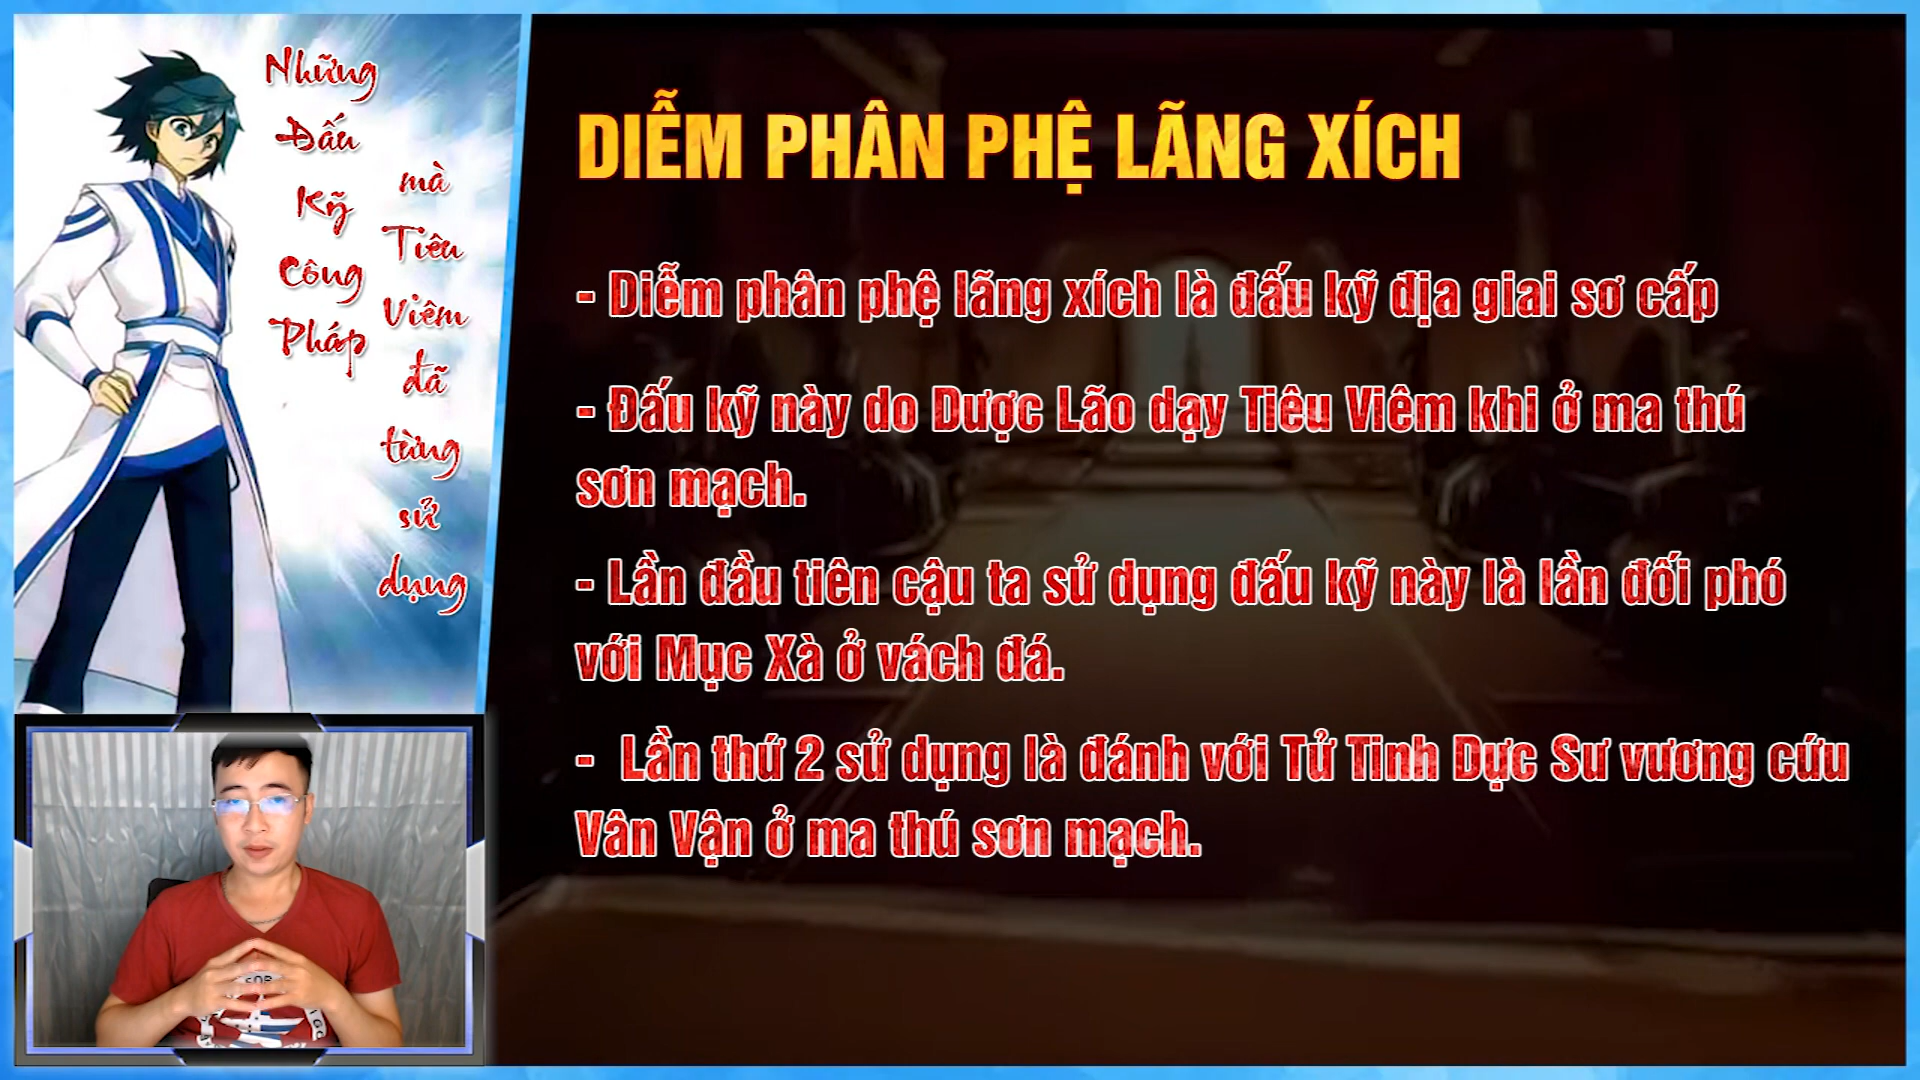 Những
Đấu
Kỹ
Công
Pháp
mà
Tiêu
Viêm
đã
từng
sử
dụng
DIỄM PHÂN PHỆ LÃNG XÍCH
- Diễm phân phệ lãng xích là đấu kỹ địa giai sơ cấp
- Đấu kỹ này do Dược Lão dạy Tiêu Viêm khi ở ma thú
sơn mạch.
- Lần đầu tiên cậu ta sử dụng đấu kỹ này là lần đối phó
với Mục Xà ở vách đá.
- Lần thứ 2 sử dụng là đánh với Tử Tinh Dực Sư vương cứu
Vân Vận ở ma thú sơn mạch.